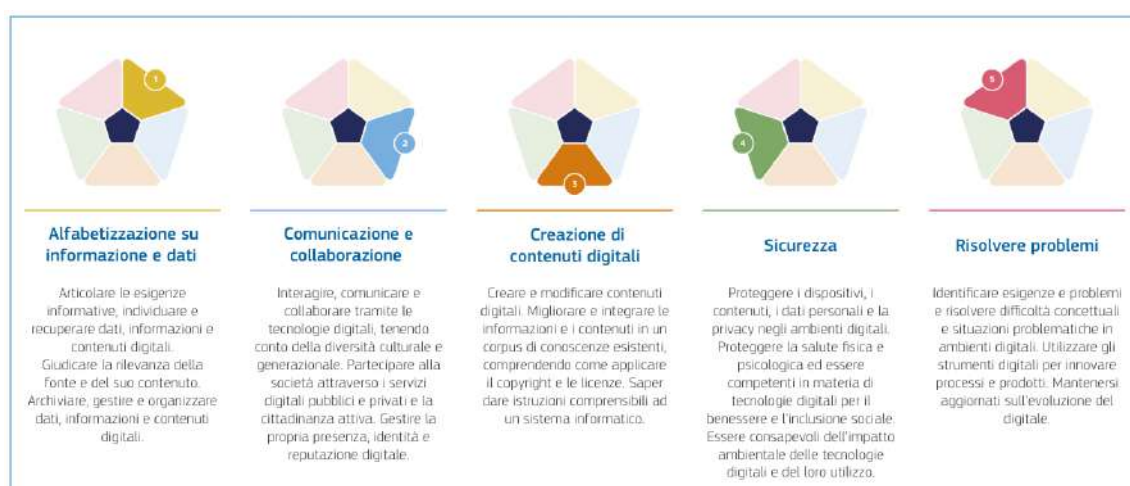 1
Alfabetizzazione su
informazione e dati
Articolare le esigenze
informative, individuare e
recuperare dati, informazioni e
contenuti digitali.
Giudicare la rilevanza della
fonte e del suo contenuto.
Archiviare, gestire e organizzare
dati, informazioni e contenuti
digitali.
2
Comunicazione e
collaborazione
Interagire, comunicare e
collaborare tramite le
tecnologie digitali, tenendo
conto della diversità culturale e
generazionale. Partecipare alla
società attraverso i servizi
digitali pubblici e privati e la
cittadinanza attiva. Gestire la
propria presenza, identità e
reputazione digitale.
3
Creazione di
contenuti digitali
Creare e modificare contenuti
digitali. Migliorare e integrare le
informazioni e i contenuti in un
corpus di conoscenze esistenti,
comprendendo come applicare
il copyright e le licenze. Saper
dare istruzioni comprensibili ad
un sistema informatico.
4
Sicurezza
Proteggere i dispositivi, i
contenuti, i dati personali e la
privacy negli ambienti digitali.
Proteggere la salute fisica e
psicologica ed essere
competenti in materia di
tecnologie digitali per il
benessere e l'inclusione sociale.
Essere consapevoli dell'impatto
ambientale delle tecnologie
digitali e del loro utilizzo.
5
Risolvere problemi
Identificare esigenze e problemi
e risolvere difficoltà concettuali
e situazioni problematiche in
ambienti digitali. Utilizzare gli
strumenti digitali per innovare
processi e prodotti. Mantenersi
aggiornati sull'evoluzione del
digitale.